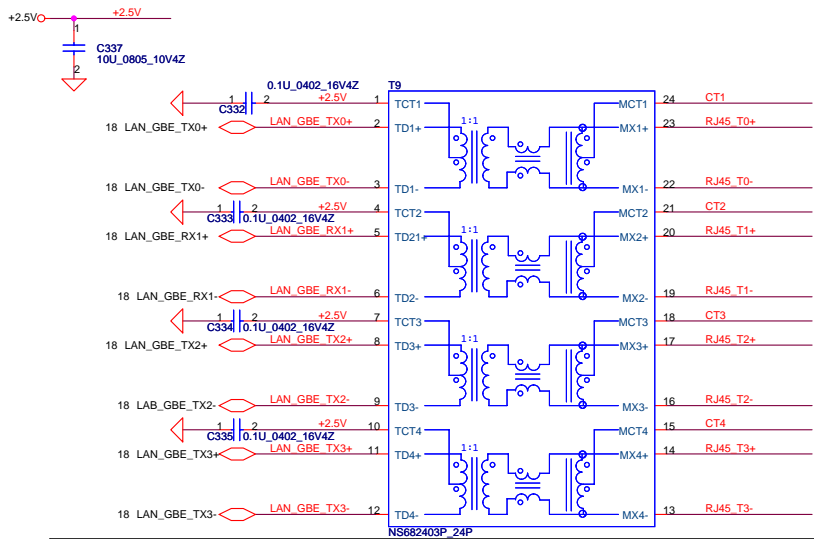 +2.5V +2.5V
1
C337
10U_0805_10V4Z
2
0.1U_0402_16V4Z T9
1 2 +2.5V 1 TCT1 MCT1 24 CT1
C332
18 LAN_GBE_TX0+ LAN_GBE_TX0+ 2 TD1+ 1:1 MX1+ 23 RJ45_T0+
18 LAN_GBE_TX0- LAN_GBE_TX0- 3 TD1- MX1- 22 RJ45_T0-
1 2 +2.5V 4 TCT2 MCT2 21 CT2
C333 0.1U_0402_16V4Z
18 LAN_GBE_RX1+ LAN_GBE_RX1+ 5 TD21+ 1:1 MX2+ 20 RJ45_T1+
18 LAN_GBE_RX1- LAN_GBE_RX1- 6 TD2- MX2- 19 RJ45_T1-
1 2 +2.5V 7 TCT3 MCT3 18 CT3
C334 0.1U_0402_16V4Z
18 LAN_GBE_TX2+ LAN_GBE_TX2+ 8 TD3+ 1:1 MX3+ 17 RJ45_T2+
18 LAB_GBE_TX2- LAN_GBE_TX2- 9 TD3- MX3- 16 RJ45_T2-
1 2 +2.5V 10 TCT4 MCT4 15 CT4
C335 0.1U_0402_16V4Z
18 LAN_GBE_TX3+ LAN_GBE_TX3+ 11 TD4+ 1:1 MX4+ 14 RJ45_T3+
18 LAN_GBE_TX3- LAN_GBE_TX3- 12 TD4- MX4- 13 RJ45_T3-
NS682403P_24P